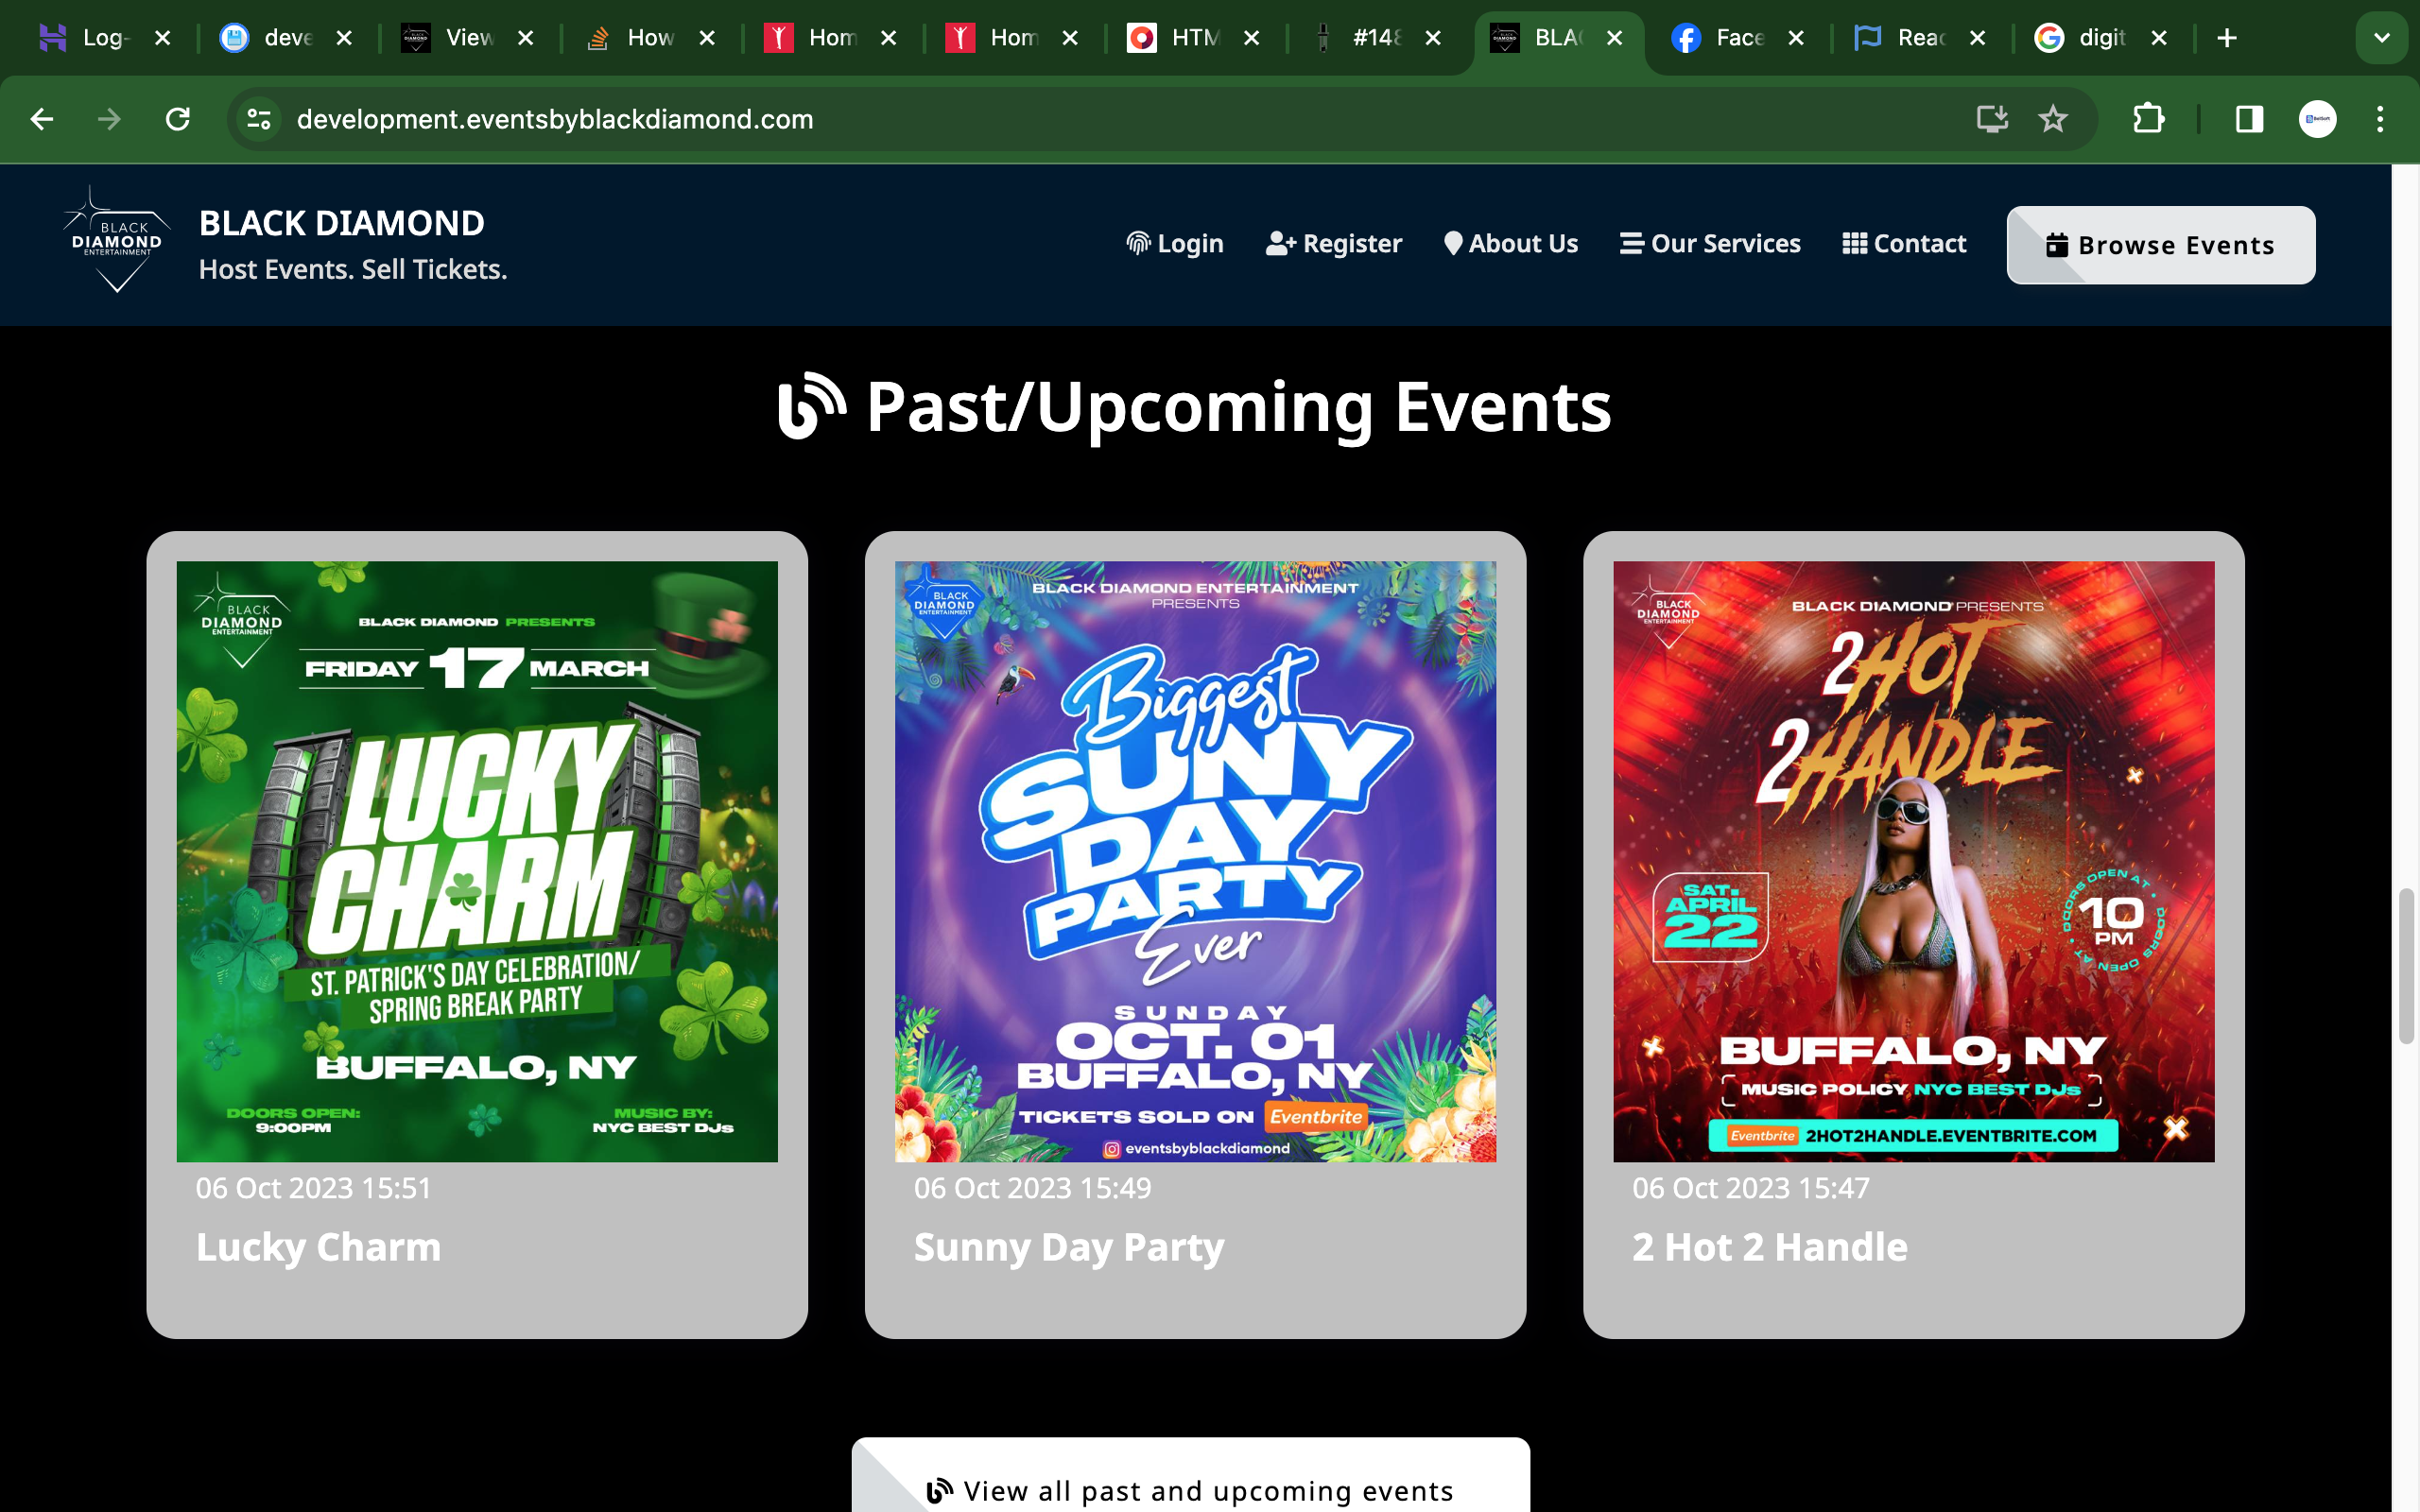 Log-
deve
View
How
Hom
Hom
HTM
#148
BLA
Face
Reac
digit
development.eventsbyblackdiamond.com
BLACK
DIAMOND
ENTERTAINMENT
BLACK DIAMOND
Host Events. Sell Tickets.
Login
Register
About Us
Our Services
Contact
Browse Events
Past/Upcoming Events
BLACK
DIAMOND
ENTERTAINMENT
BLACK DIAMOND PRESENTS
FRIDAY 17 MARCH
LUCKY
CHARM
ST. PATRICK'S DAY CELEBRATION/
SPRING BREAK PARTY
BUFFALO, NY
DOORS OPEN:
9:00PM
MUSIC BY:
NYC BEST DJs
06 Oct 2023 15:51
Lucky Charm
BLACK
DIAMOND
ENTERTAINMENT
BLACK DIAMOND ENTERTAINMENT
PRESENTS
Biggest
SUNY
DAY
PARTY
Ever
SUNDAY
OCT. 01
BUFFALO, NY
TICKETS SOLD ON Eventbrite
eventsbyblackdiamond
06 Oct 2023 15:49
Sunny Day Party
BLACK
DIAMOND
ENTERTAINMENT
BLACK DIAMOND PRESENTS
2HOT
2HANDLE
SAT.
APRIL
22
DOORS OPEN AT • DOORS OPEN AT •
10
PM
BUFFALO, NY
MUSIC POLICY NYC BEST DJs
Eventbrite 2HOT2HANDLE.EVENTBRITE.COM
06 Oct 2023 15:47
2 Hot 2 Handle
View all past and upcoming events